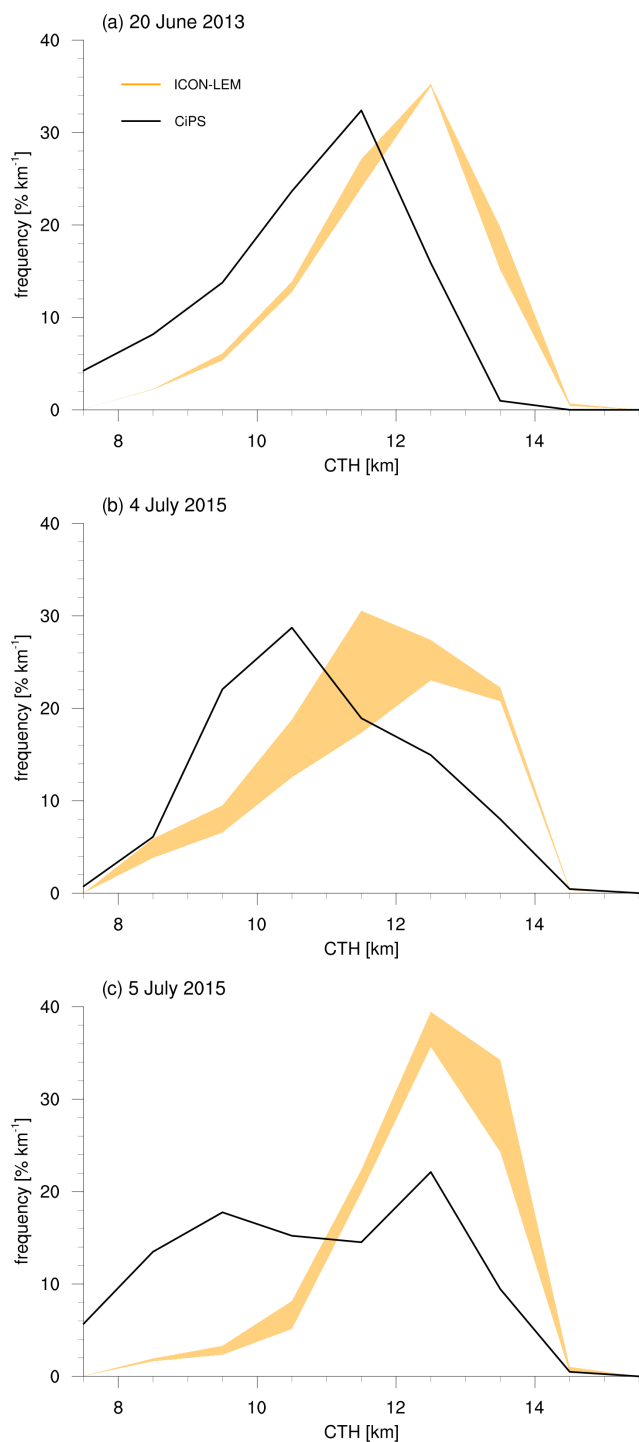 (a) 20 June 2013
40
30
20
10
0
frequency [% km-1]
ICON-LEM
CiPS
8 10 12 14
CTH [km]
(b) 4 July 2015
40
30
20
10
0
frequency [% km-1]
8 10 12 14
CTH [km]
(c) 5 July 2015
40
30
20
10
0
frequency [% km-1]
8 10 12 14
CTH [km]